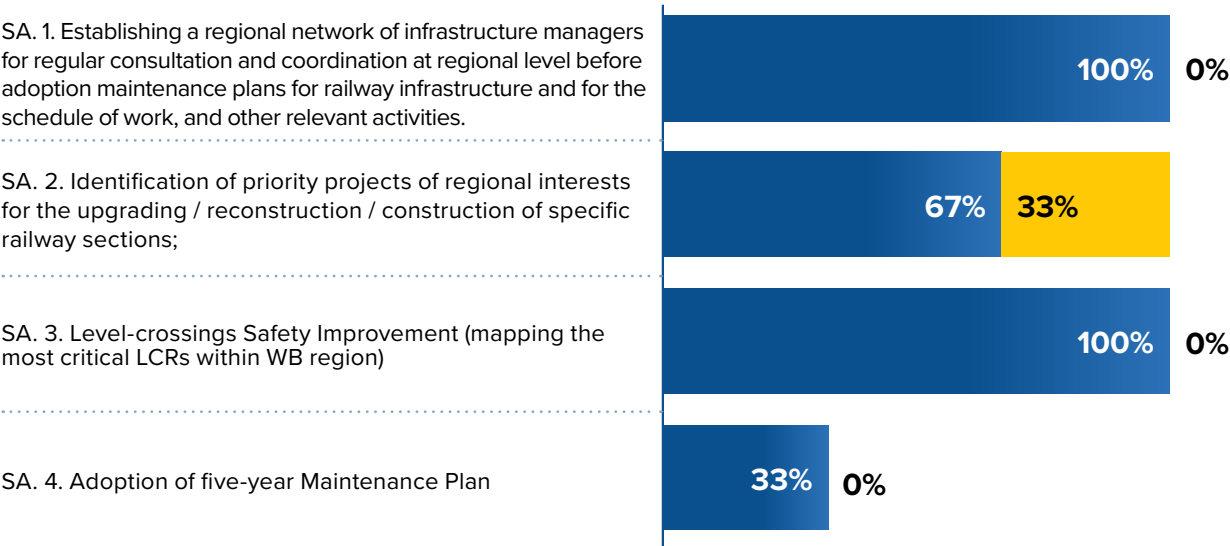 SA. 1. Establishing a regional network of infrastructure managers
for regular consultation and coordination at regional level before
adoption maintenance plans for railway infrastructure and for the
schedule of work, and other relevant activities.
100% 0%
SA. 2. Identification of priority projects of regional interests
for the upgrading / reconstruction / construction of specific
railway sections;
67% 33%
SA. 3. Level-crossings Safety Improvement (mapping the
most critical LCRs within WB region)
100% 0%
SA. 4. Adoption of five-year Maintenance Plan
33% 0%